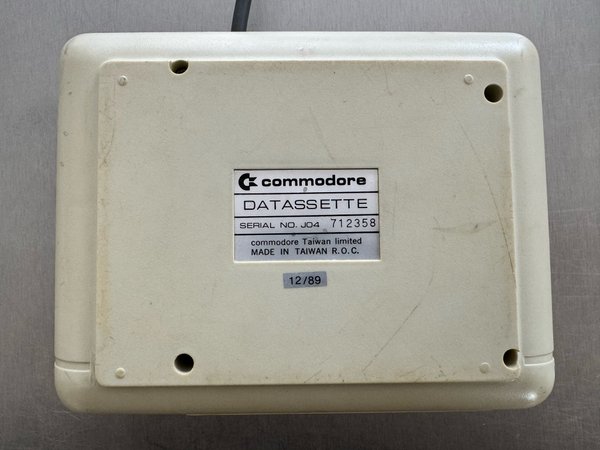 commodore
DATASSETTE
SERIAL NO. J04 712358
commodore Taiwan limited
MADE IN TAIWAN R.O.C.
12/89